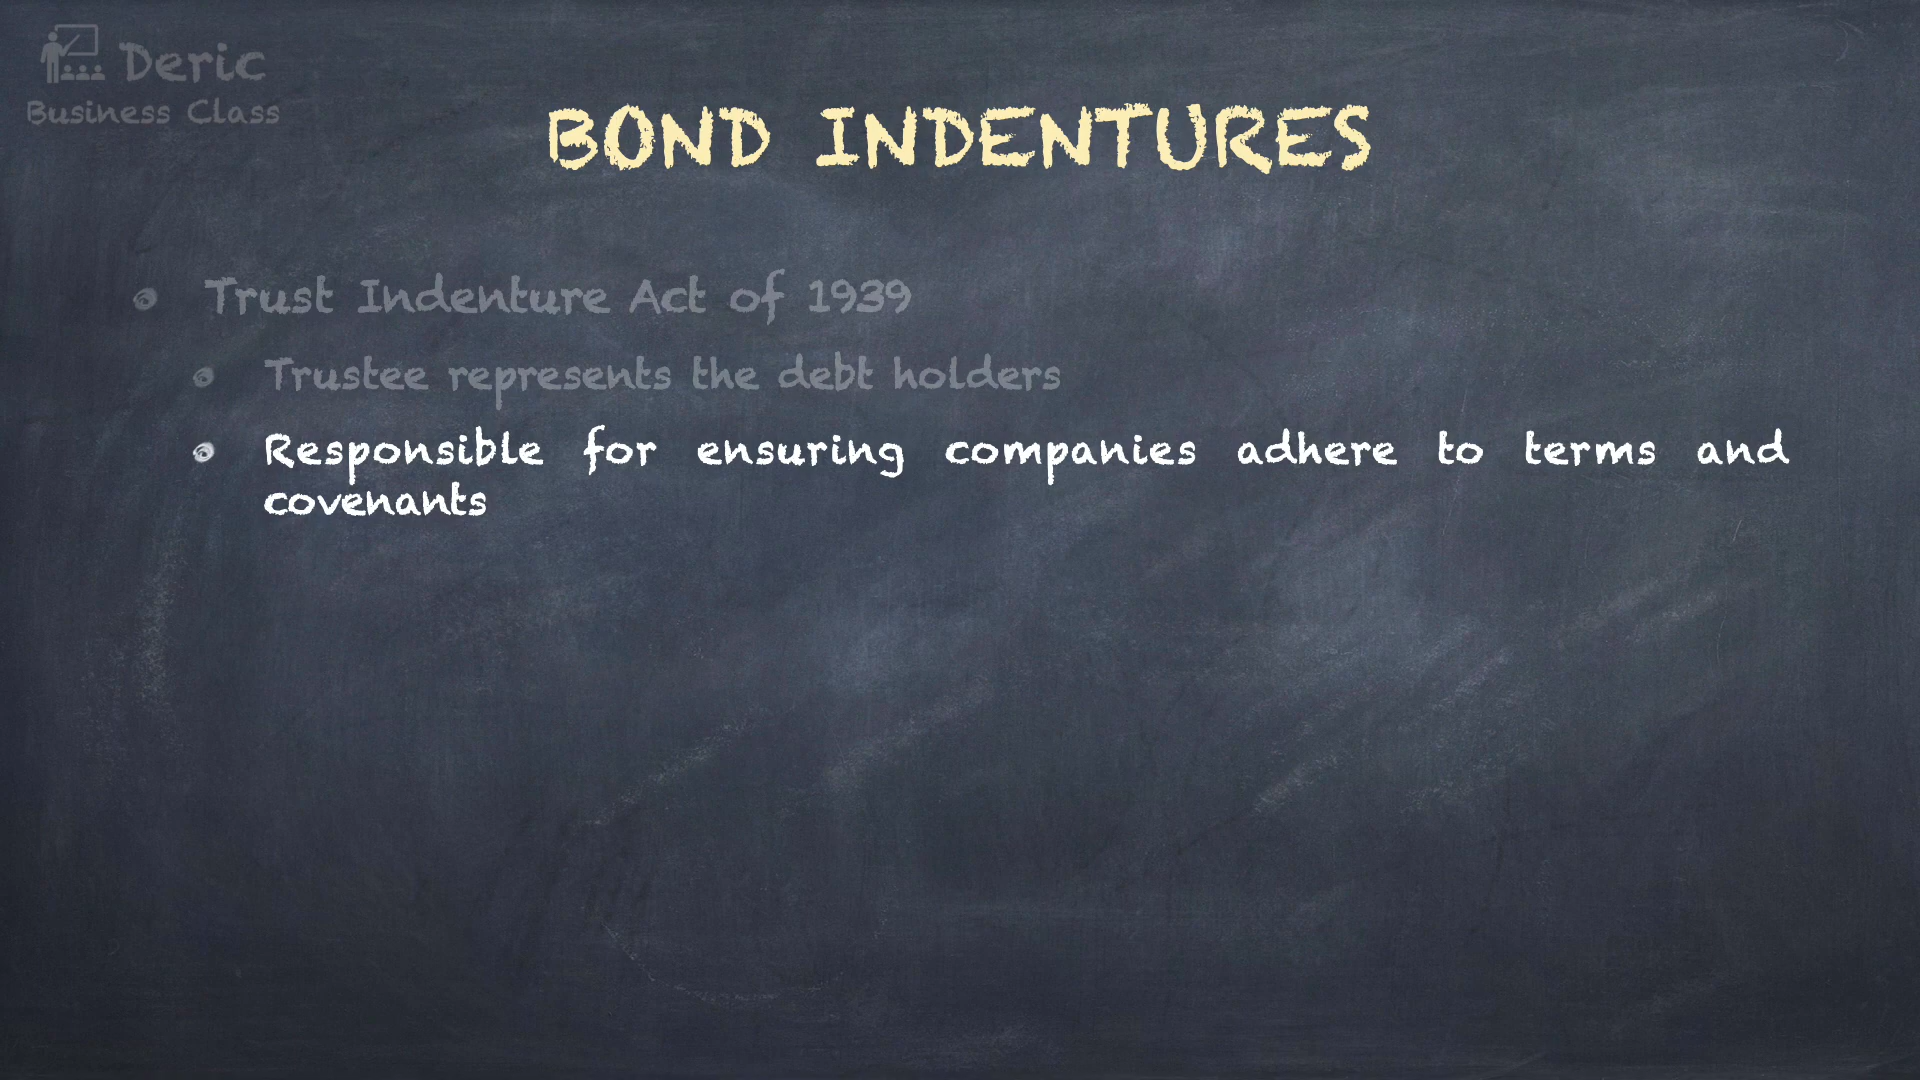 Deric
Business Class
BOND INDENTURES
Trust Indenture Act of 1939
Trustee represents the debt holders
Responsible for ensuring companies adhere to terms and
covenants